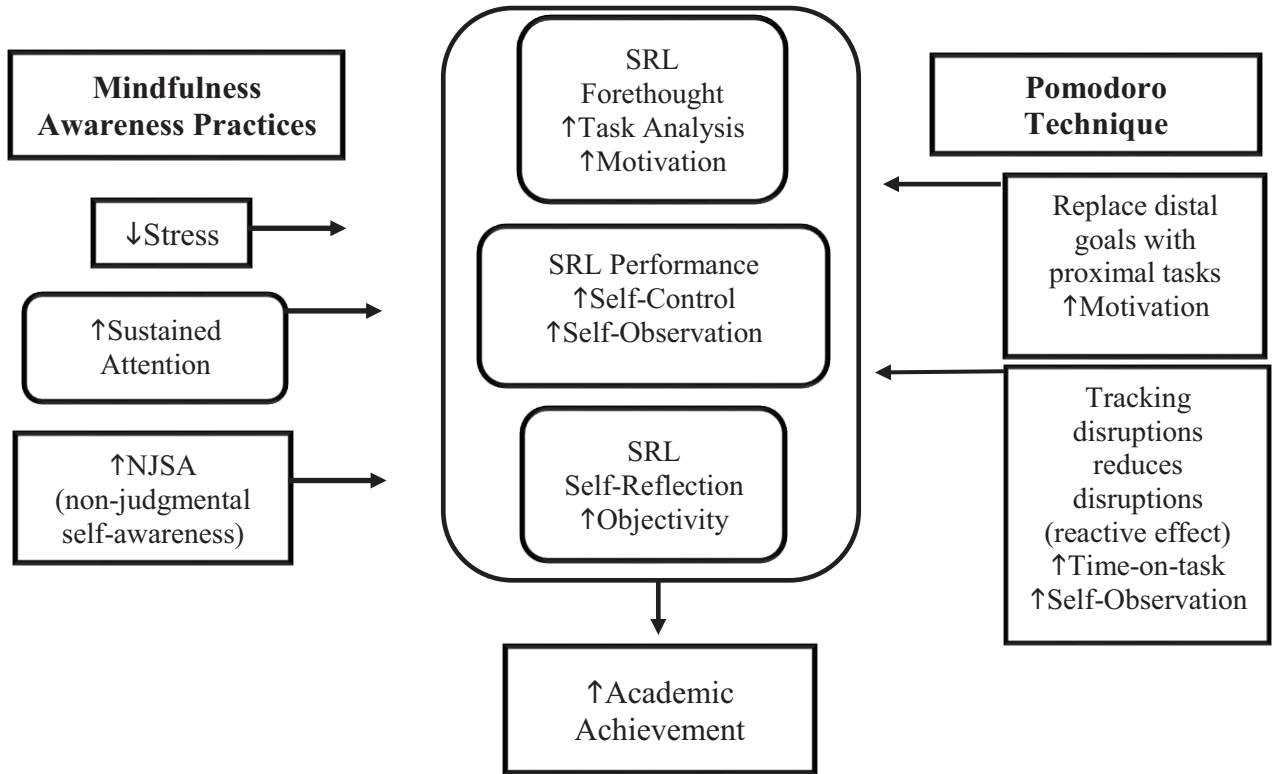 Mindfulness
Awareness Practices
↓Stress
↑Sustained
Attention
↑NJSA
(non-judgmental
self-awareness)
SRL
Forethought
↑Task Analysis
↑Motivation
SRL Performance
↑Self-Control
↑Self-Observation
SRL
Self-Reflection
↑Objectivity
↑Academic
Achievement
Pomodoro
Technique
Replace distal
goals with
proximal tasks
↑Motivation
Tracking
disruptions
reduces
disruptions
(reactive effect)
↑Time-on-task
↑Self-Observation